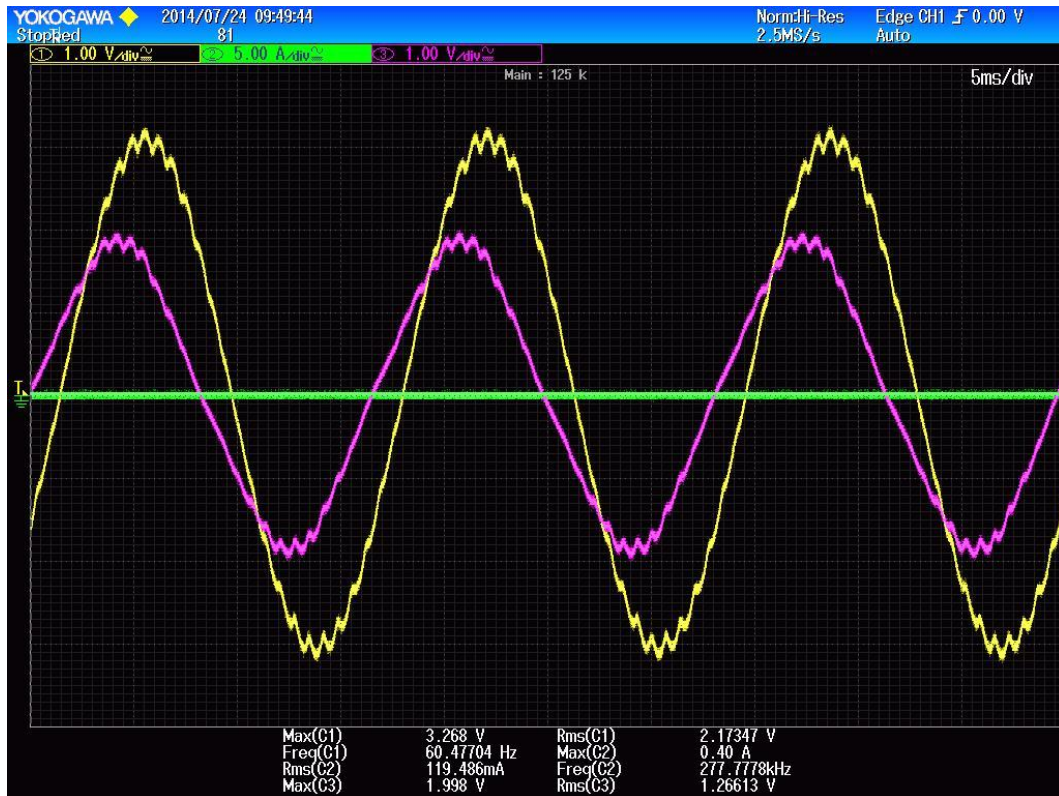 YOKOGAWA 2014/07/24 09:49:44 Norm:Hi-Res Edge CH1 0.00 V
81 2.5MS/s Auto
1 1.00 V/div 2 5.00 A/div 3 1.00 V/div
Main : 125 k
5ms/div
T
Max(C1) 3.268 V Rms(C1) 2.17347 V
Freq(C1) 60.47704 Hz Max(C2) 0.40 A
Rms(C2) 119.486mA Freq(C2) 277.7778kHz
Max(C3) 1.998 V Rms(C3) 1.26613 V